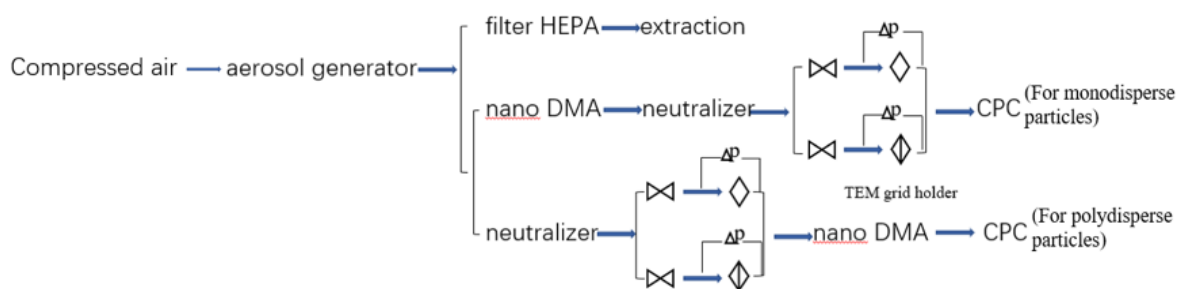 filter HEPA extraction
Δp
Compressed air aerosol generator
nano DMA neutralizer
CPC (For monodisperse
particles)
Δp
Δp
TEM grid holder
neutralizer
nano DMA
CPC (For polydisperse
particles)
Δp